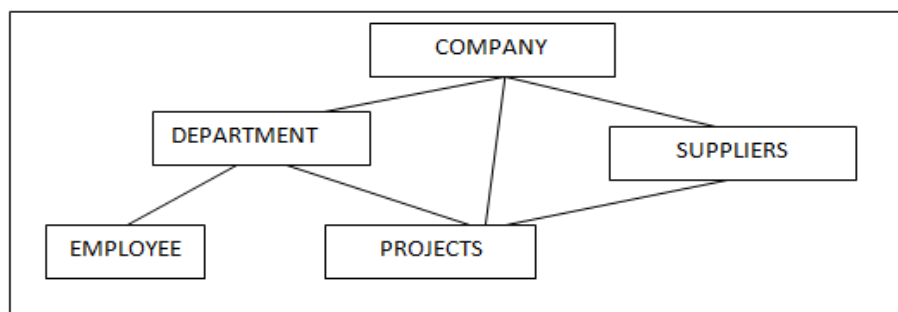 COMPANY
DEPARTMENT
SUPPLIERS
EMPLOYEE
PROJECTS